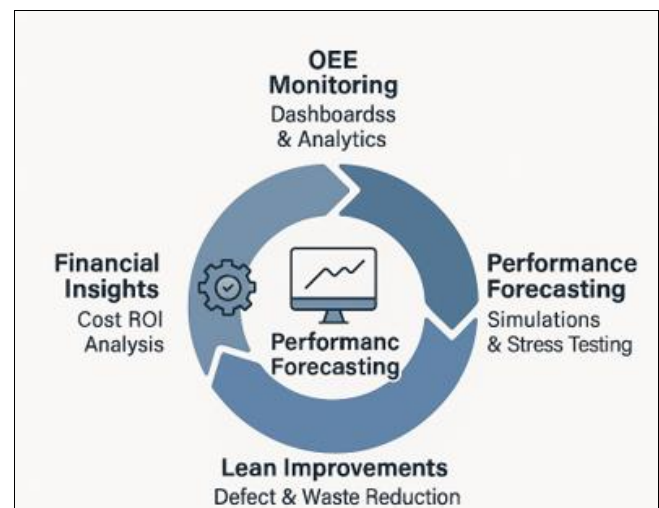 OEE
Monitoring
Dashboardss
& Analytics
Financial
Insights
Cost ROI
Analysis
Performance
Forecasting
Simulations
& Stress Testing
Performanc
Forecasting
Lean Improvements
Defect & Waste Reduction